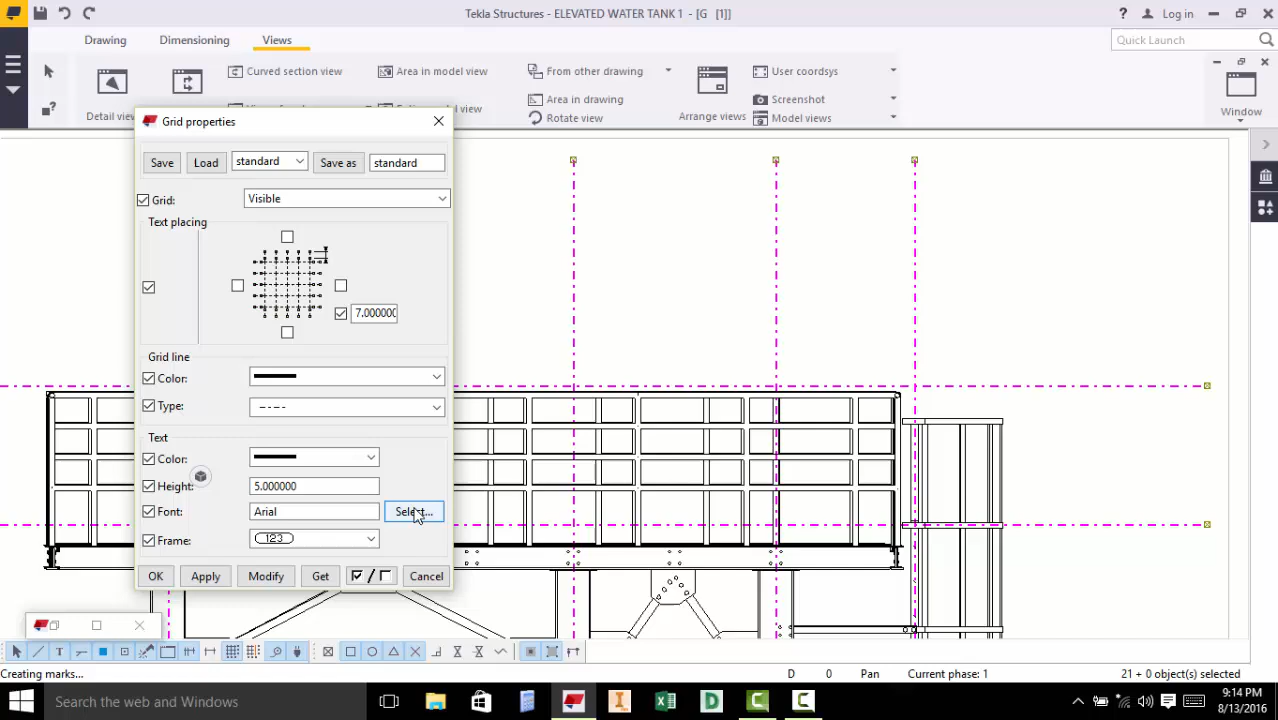 Tekla Structures - ELEVATED WATER TANK 1 - [G [1]]
Log in
Drawing
Dimensioning
Views
Quick Launch
Curved section view
Area in model view
From other drawing
User coordsys
Area in drawing
Screenshot
Detail view
view
Rotate view
Arrange views
Model views
Window
Grid properties
Save
Load
standard
Save as
standard
Grid:
Visible
Text placing
7.000000
Grid line
Color:
Type:
Text
Color:
Height:
5.000000
Font:
Arial
Select...
Frame:
123
OK
Apply
Modify
Get
/
Cancel
Creating marks...
D
0
Pan
Current phase: 1
21 + 0 object(s) selected
Search the web and Windows
9:14 PM
8/13/2016